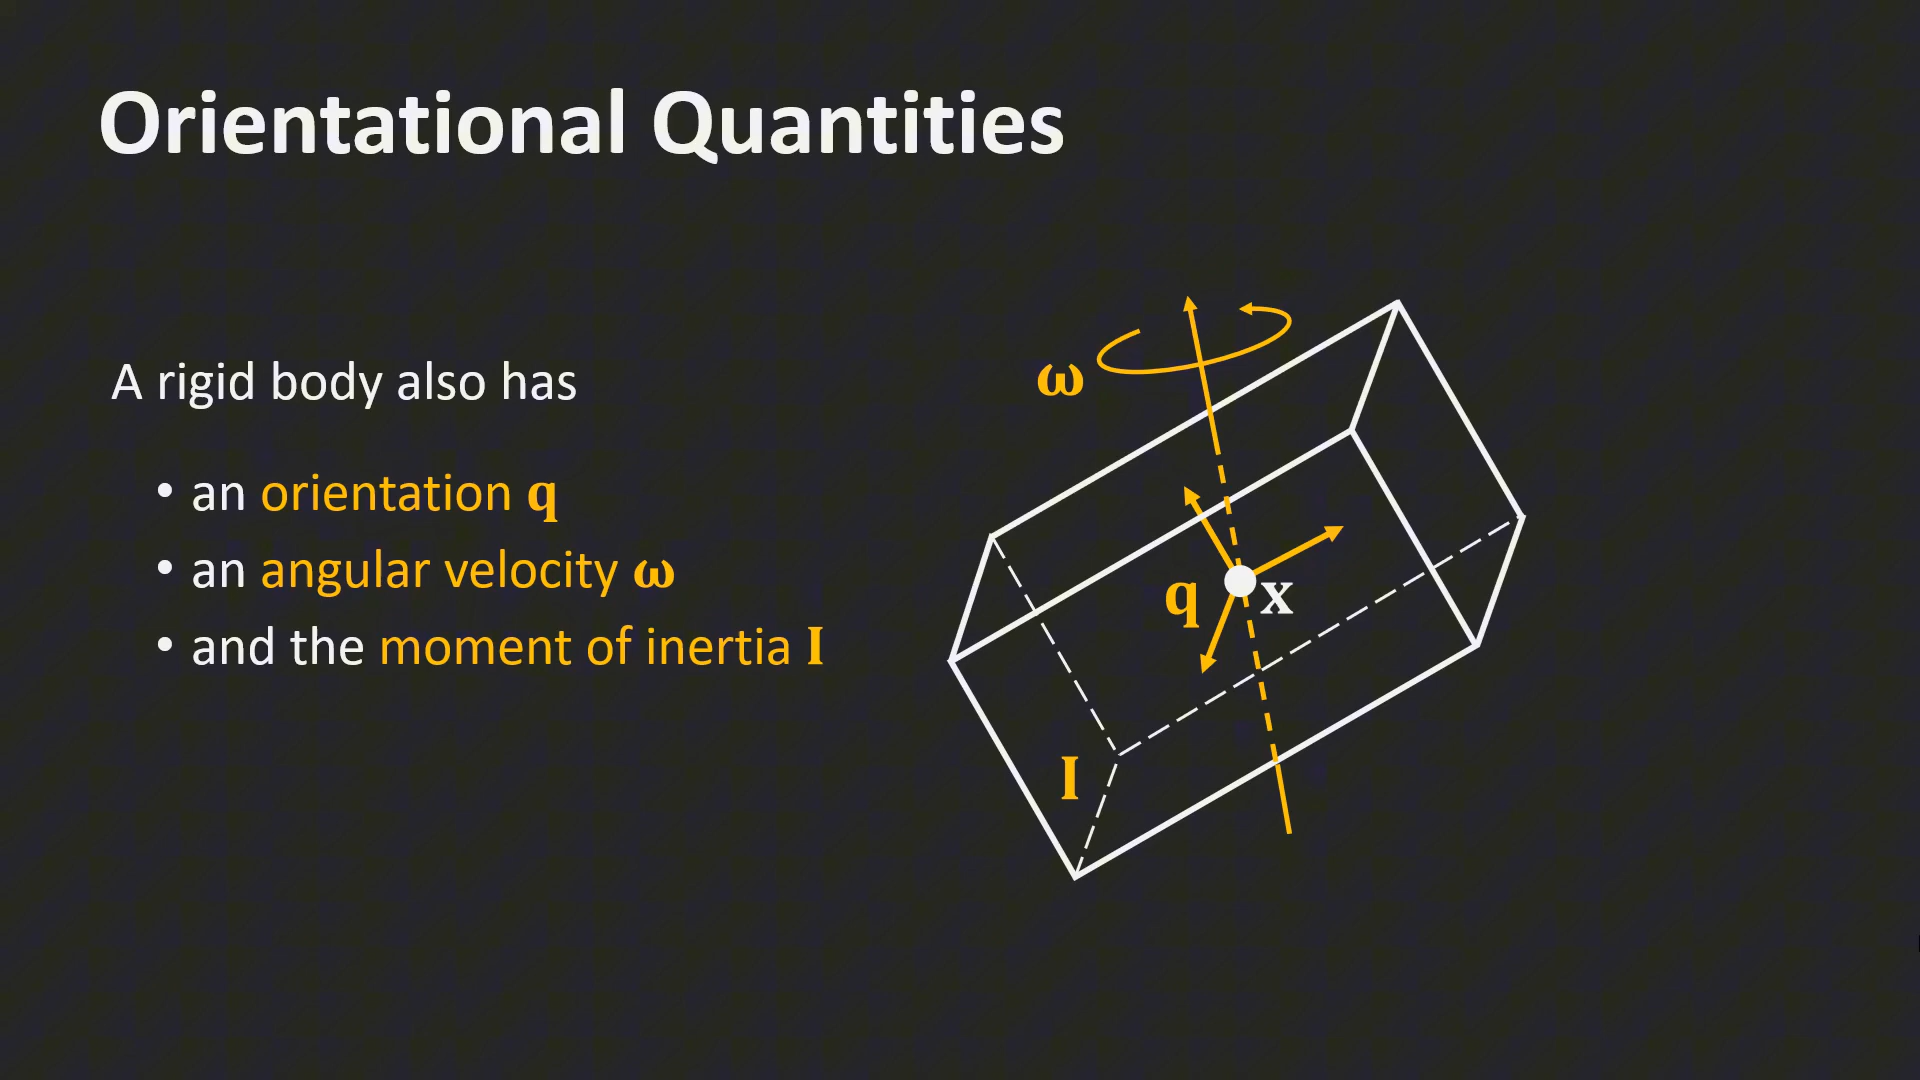 Orientational Quantities
A rigid body also has
• an orientation q
• an angular velocity ω
• and the moment of inertia I
ω
q x
I